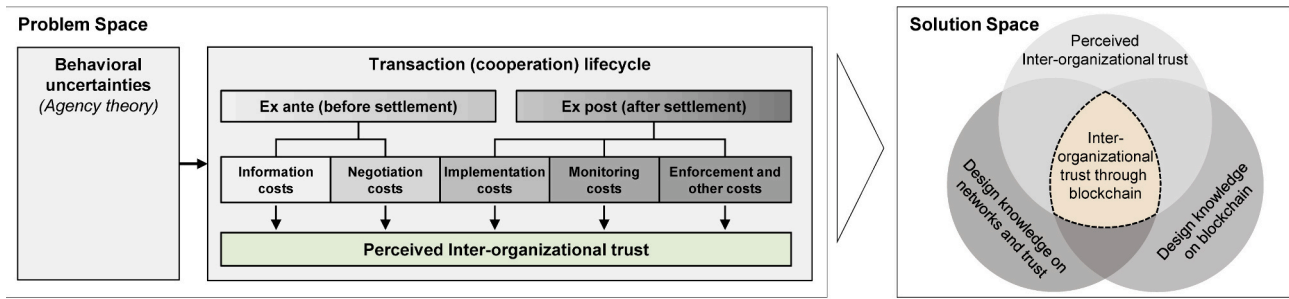 Problem Space
Behavioral
uncertainties
(Agency theory)
Transaction (cooperation) lifecycle
Ex ante (before settlement)
Ex post (after settlement)
Information
costs
Negotiation
costs
Implementation
costs
Monitoring
costs
Enforcement and
other costs
Perceived Inter-organizational trust
Solution Space
Perceived
Inter-organizational trust
Inter-
organizational
trust through
blockchain
Design knowledge on
networks and trust
Design knowledge
on blockchain